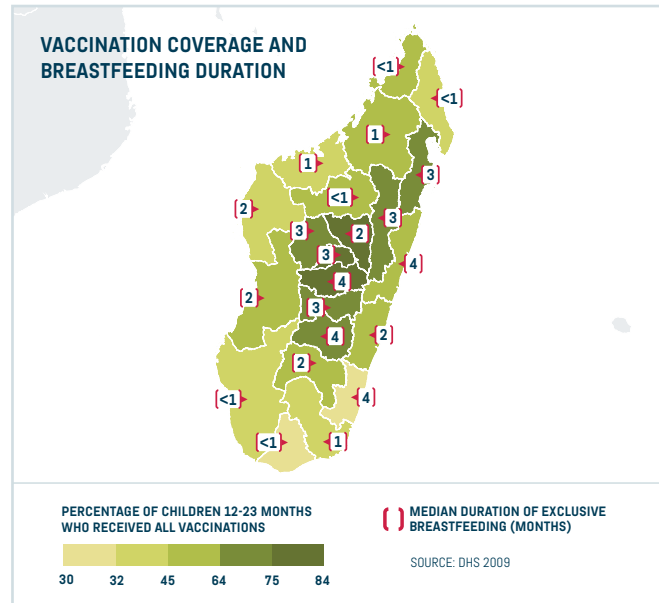 VACCINATION COVERAGE AND
BREASTFEEDING DURATION
<1
<1
1
1
3
<1
2
3
3
2
3
4
4
2
3
2
4
2
<1
4
<1
1
PERCENTAGE OF CHILDREN 12-23 MONTHS
WHO RECEIVED ALL VACCINATIONS
30 32 45 64 75 84
MEDIAN DURATION OF EXCLUSIVE
BREASTFEEDING (MONTHS)
SOURCE: DHS 2009